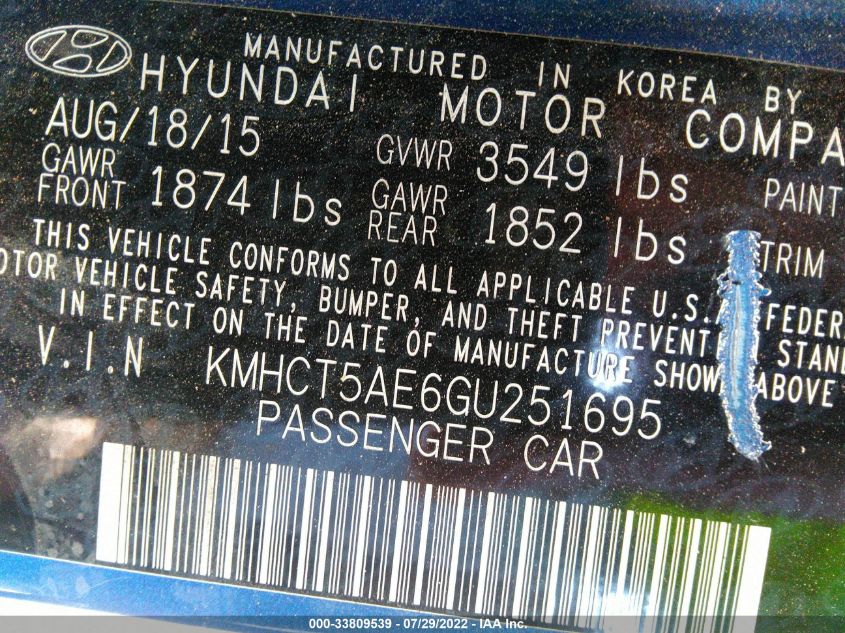 MANUFACTURED IN KOREA BY
HYUNDAI MOTOR COMPA
AUG/18/15 GVWR 3549 lbs PAINT
GAWR FRONT 1874 lbs GAWR REAR 1852 lbs TRIM
THIS VEHICLE CONFORMS TO ALL APPLICABLE U.S. FEDER
OTOR VEHICLE SAFETY, BUMPER, AND THEFT PREVENT STAND
IN EFFECT ON THE DATE OF MANUFACTURE SHOW ABOVE
V.I.N KMHCT5AE6GU251695
PASSENGER CAR
000-33809539 - 07/29/2022 - IAA, Inc.